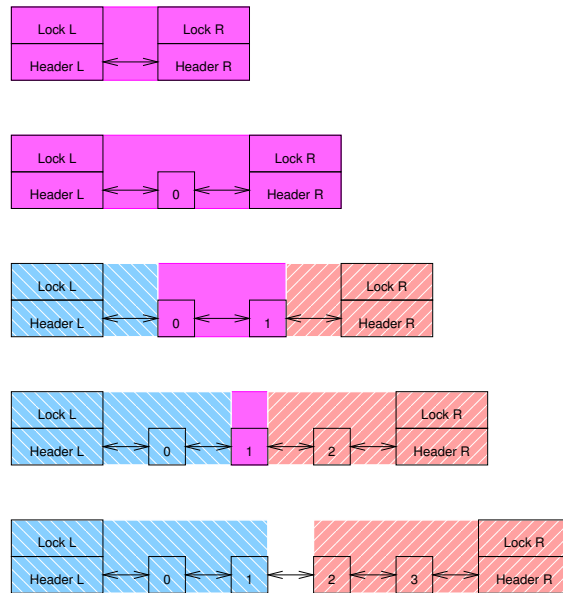 Lock L Lock R
Header L Header R
Lock L Lock R
Header L 0 Header R
Lock L Lock R
Header L 0 1 Header R
Lock L Lock R
Header L 0 1 2 Header R
Lock L Lock R
Header L 0 1 2 3 Header R